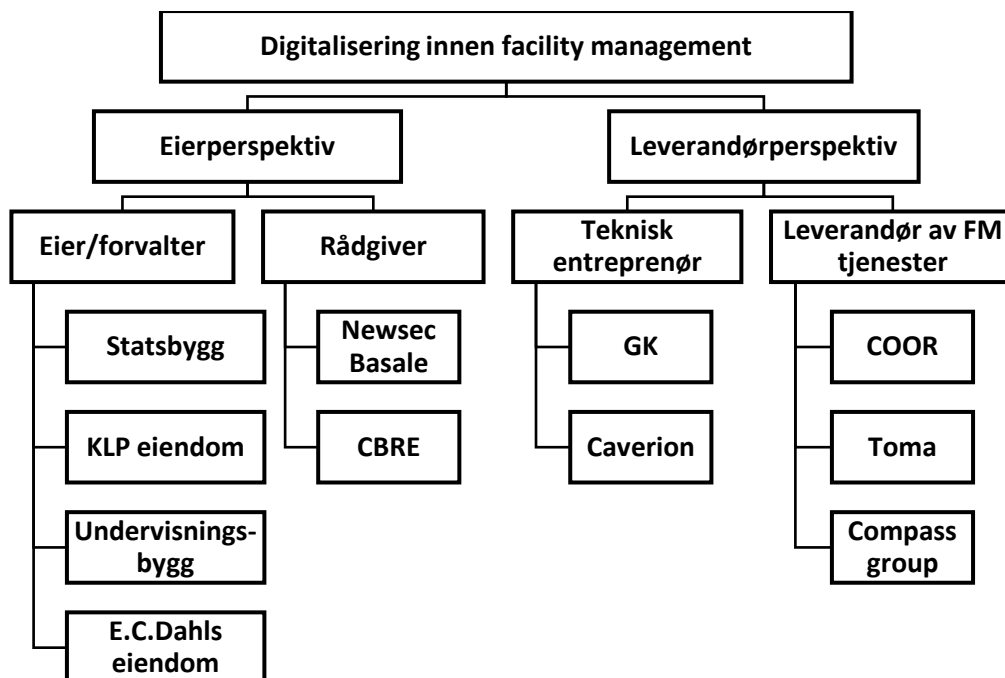 Digitalisering innen facility management
Eierperspektiv
Leverandørperspektiv
Eier/forvalter
Rådgiver
Teknisk
entreprenør
Leverandør av FM
tjenester
Statsbygg
Newsec
Basale
GK
COOR
KLP eiendom
CBRE
Caverion
Toma
Undervisnings-
bygg
Compass
group
E.C.Dahls
eiendom